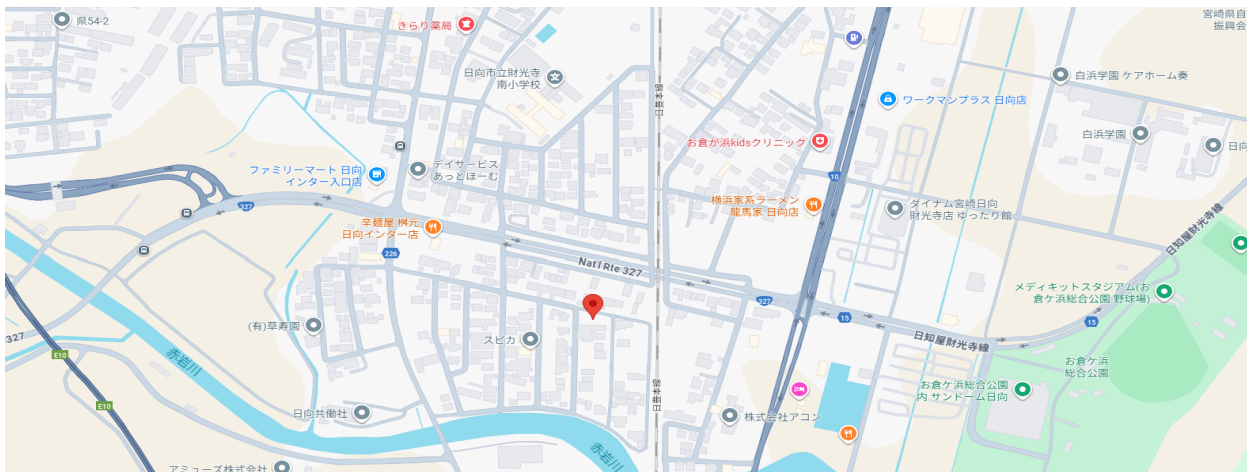 県54-2
きらり薬局
宮崎県自
振興会
日向市立財光寺
南小学校
白浜学園 ケアホーム奏
ワークマンプラス 日向店
日豊本線
お倉が浜kidsクリニック
白浜学園
日向
ファミリーマート 日向
インター入口店
デイサービス
あっとほーむ
10
横浜家系ラーメン
龍馬家 日向店
ダイナム宮崎日向
財光寺店 ゆったり館
327
辛麺屋 桝元
日向インター店
226
Nat'l Rte 327
日知屋財光寺線
メディキットスタジアム(お
倉ケ浜総合公園 野球場)
327
15
15
(有)草寿園
スピカ
日知屋財光寺線
327
赤岩川
E10
お倉ケ浜
総合公園
お倉ケ浜総合公園
内 サンドーム日向
日豊本線
E10
日向共働社
株式会社アコン
赤岩川
アミューズ株式会社